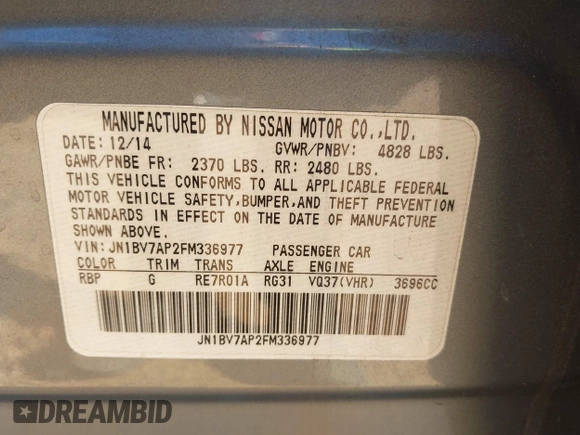 MANUFACTURED BY NISSAN MOTOR CO.,LTD.
DATE: 12/14 GVWR/PNBV: 4828 LBS.
GAWR/PNBE FR: 2370 LBS. RR: 2480 LBS.
THIS VEHICLE CONFORMS TO ALL APPLICABLE FEDERAL
MOTOR VEHICLE SAFETY, BUMPER, AND THEFT PREVENTION
STANDARDS IN EFFECT ON THE DATE OF MANUFACTURE
SHOWN ABOVE.
VIN: JN1BV7AP2FM336977 PASSENGER CAR
COLOR TRIM TRANS AXLE ENGINE
RBP G RE7R01A RG31 VQ37(VHR) 3696CC
JN1BV7AP2FM336977
DREAMBID